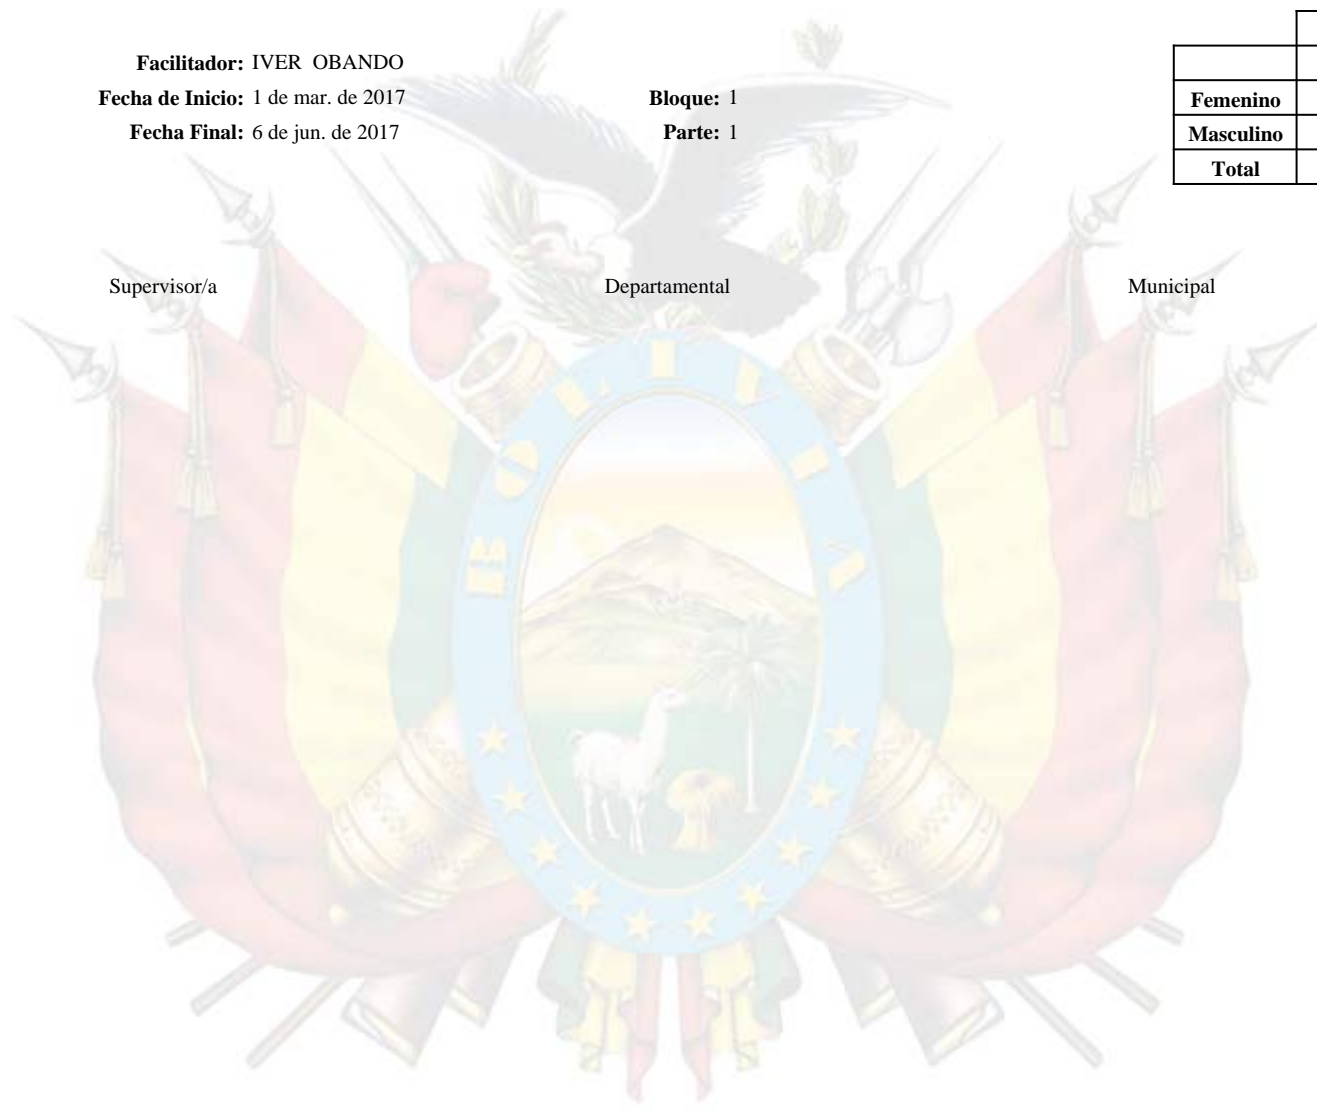 Facilitador: IVER OBANDO
Fecha de Inicio: 1 de mar. de 2017 Bloque: 1
Femenino
Fecha Final: 6 de jun. de 2017 Parte: 1
Masculino
Total
Supervisor/a Departamental Municipal
BOLIVIA